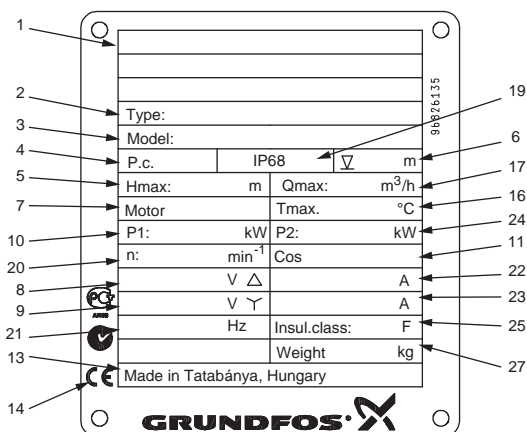 1
2
3
4
5
7
10
20
8
9
21
13
14
Type:
Model:
P.c. IP68 m
Hmax: m Qmax: m³/h
Motor Tmax. °C
P1: kW P2: kW
n: min⁻¹ Cos
V △ A
V Y A
Hz Insul.class: F
Weight kg
Made in Tatabánya, Hungary
GRUNDFOS
96826135
PCT
CE
19
6
17
16
24
11
22
23
25
27